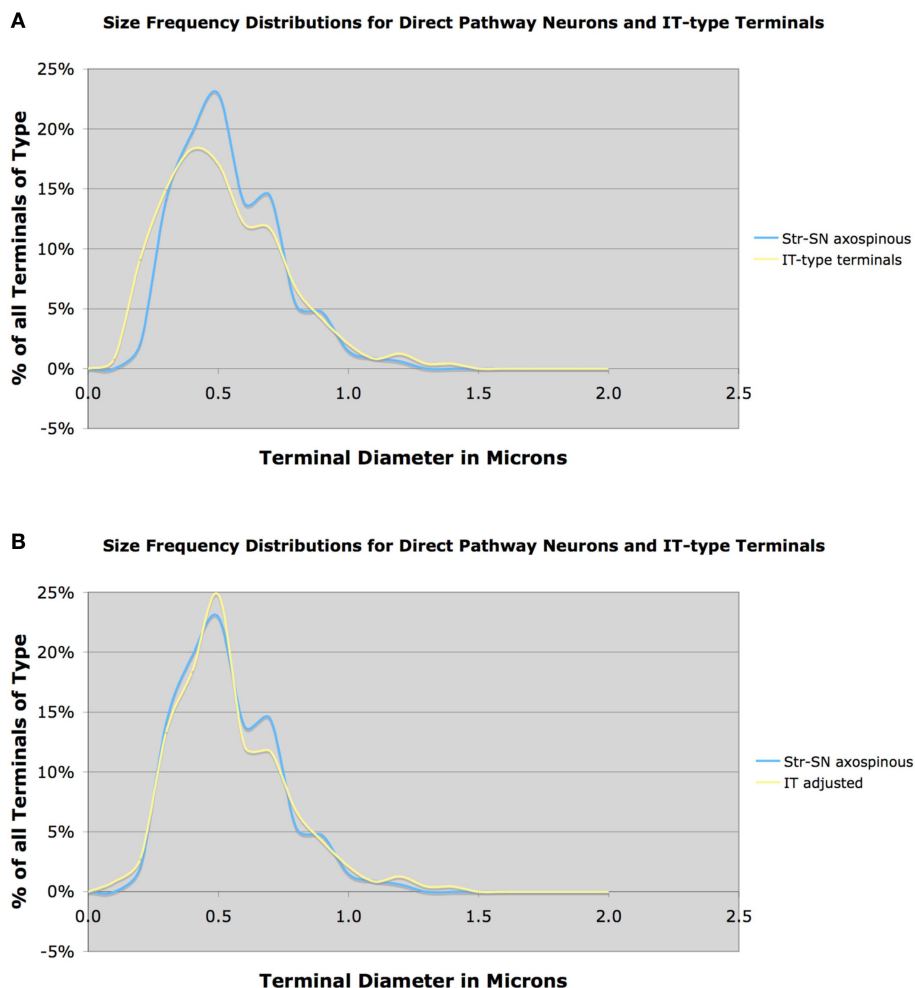 A
Size Frequency Distributions for Direct Pathway Neurons and IT-type Terminals
25%
20%
15%
10%
5%
0%
-5%
% of all Terminals of Type
0.0 0.5 1.0 1.5 2.0 2.5
Terminal Diameter in Microns
Str-SN axospinous
IT-type terminals
B
Size Frequency Distributions for Direct Pathway Neurons and IT-type Terminals
25%
20%
15%
10%
5%
0%
-5%
% of all Terminals of Type
0.0 0.5 1.0 1.5 2.0 2.5
Terminal Diameter in Microns
Str-SN axospinous
IT adjusted